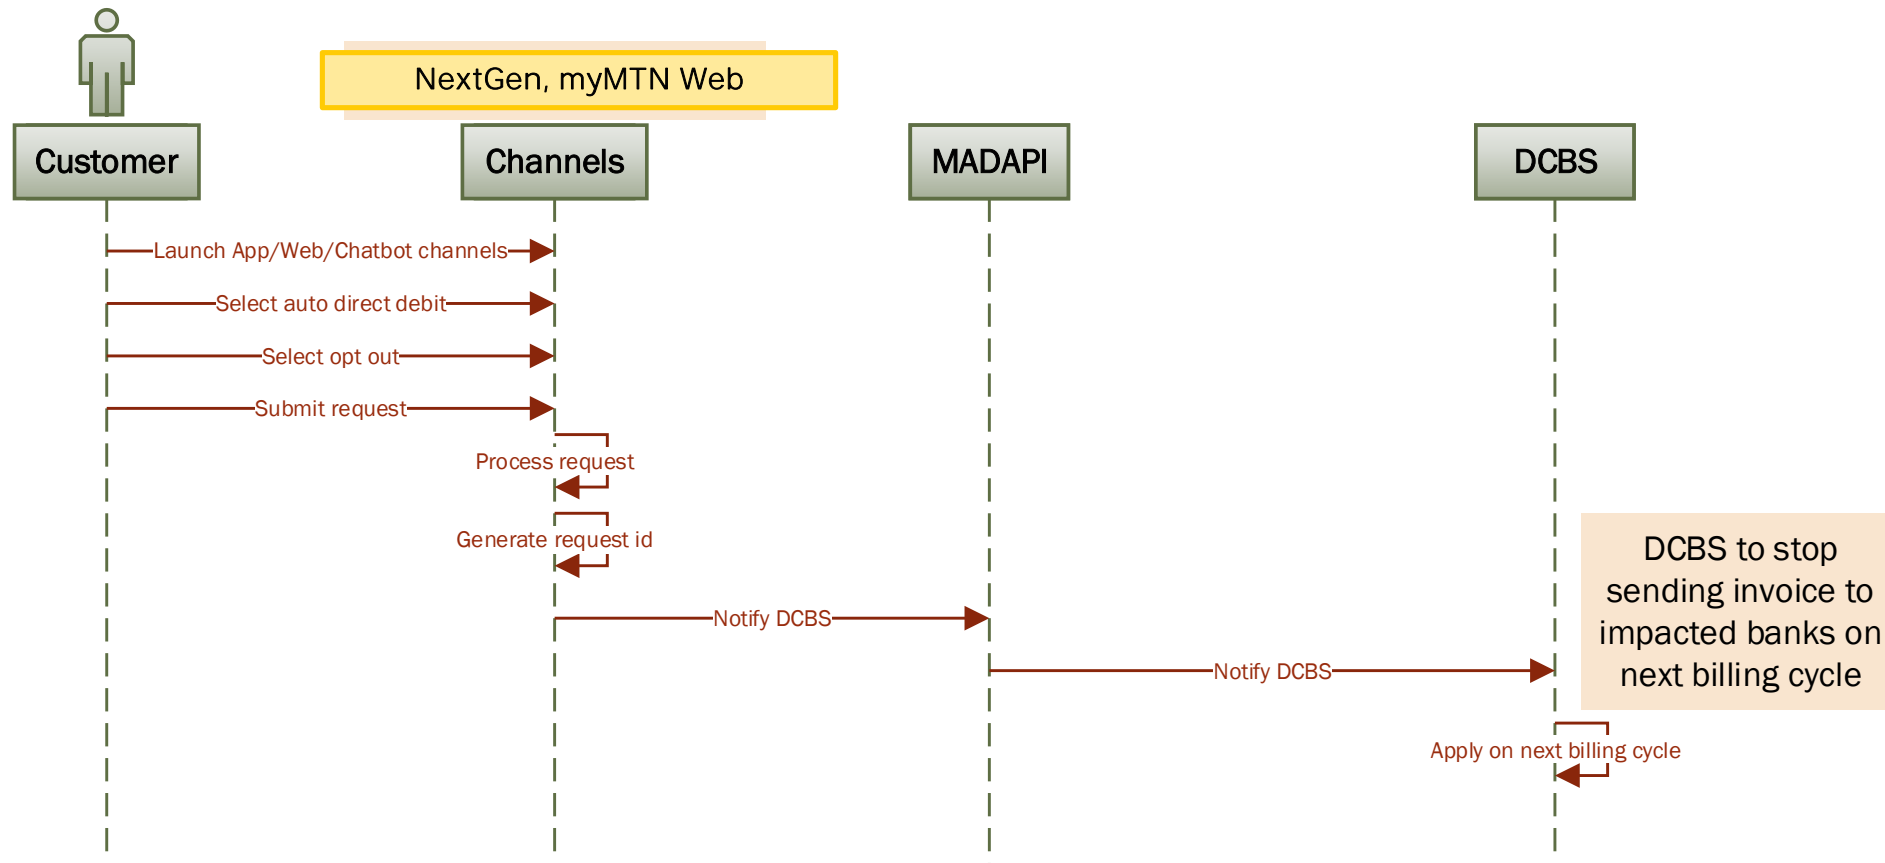 NextGen, myMTN Web
Customer
Channels
MADAPI
DCBS
Launch App/Web/Chatbot channels
Select auto direct debit
Select opt out
Submit request
Process request
Generate request id
Notify DCBS
Notify DCBS
DCBS to stop
sending invoice to
impacted banks on
next billing cycle
Apply on next billing cycle